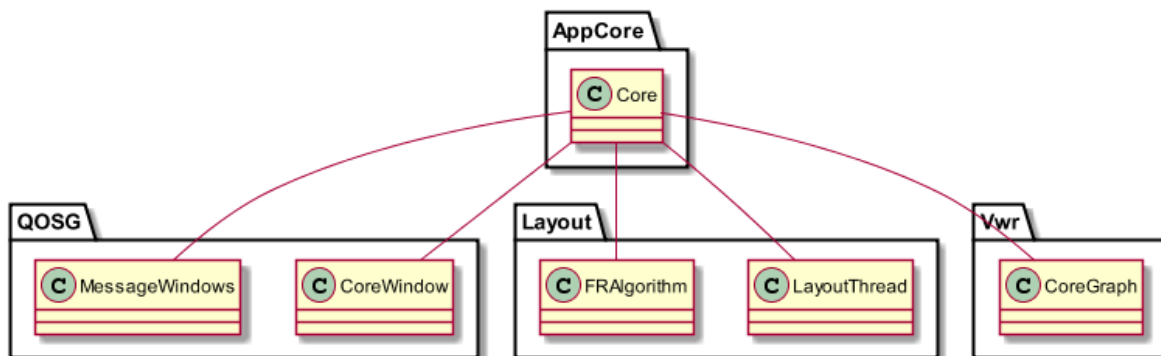 AppCore
C Core
QOSG
Layout
Vwr
C MessageWindows
C CoreWindow
C FRAlgorithm
C LayoutThread
C CoreGraph